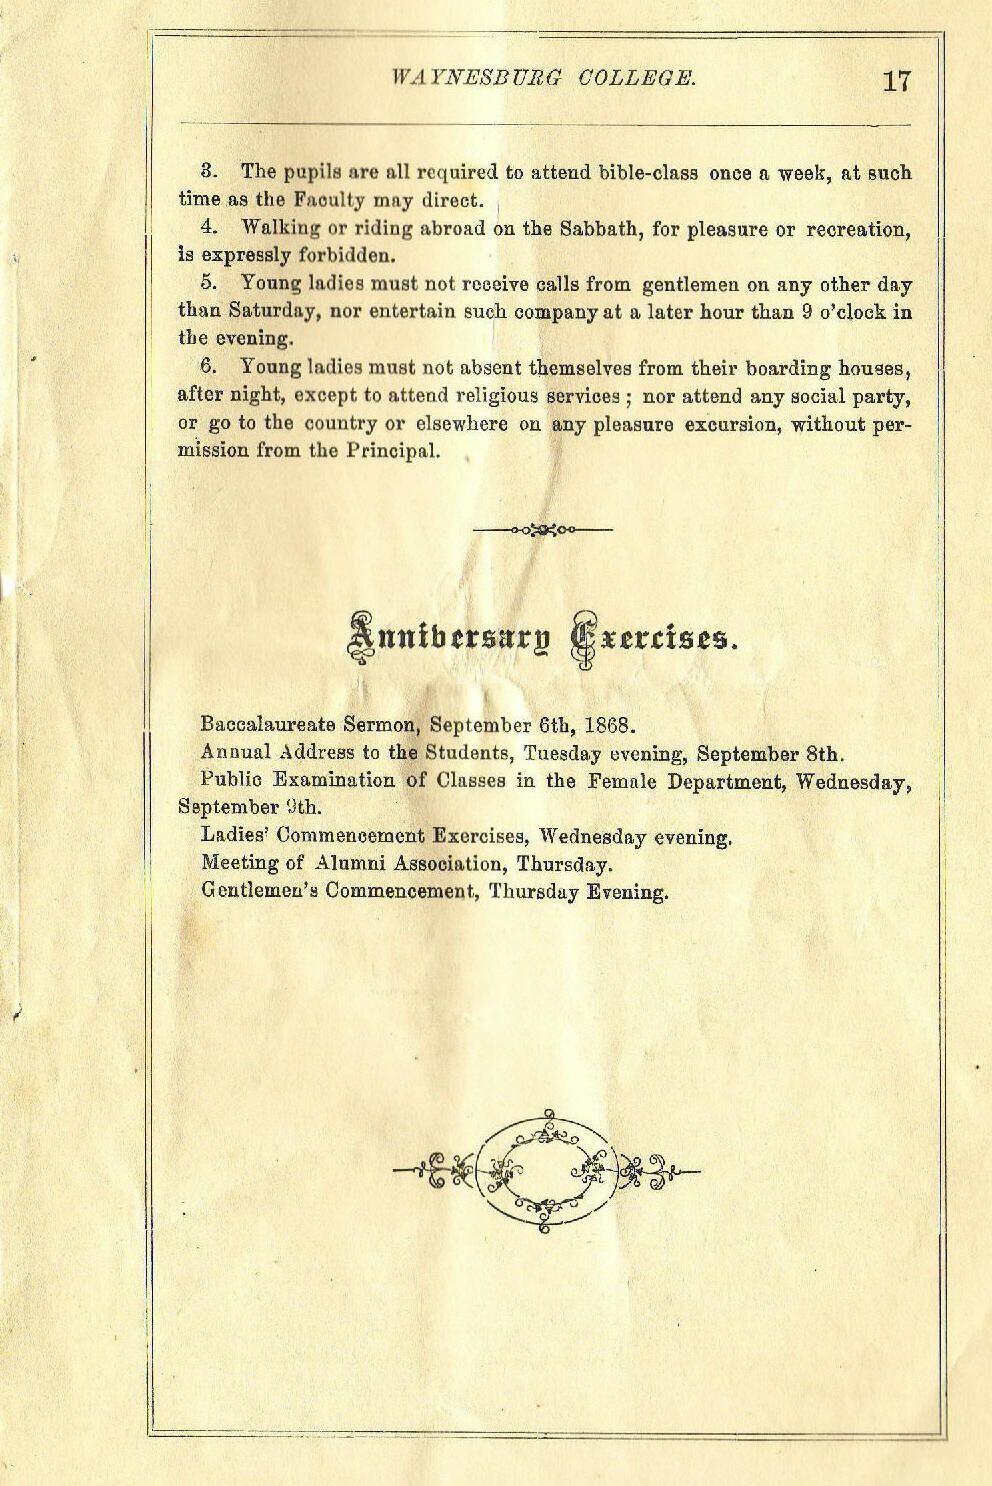 WAYNESBURG COLLEGE. 17
3. The pupils are all required to attend bible-class once a week, at such
time as the Faculty may direct.
4. Walking or riding abroad on the Sabbath, for pleasure or recreation,
is expressly forbidden.
5. Young ladies must not receive calls from gentlemen on any other day
than Saturday, nor entertain such company at a later hour than 9 o'clock in
the evening.
6. Young ladies must not absent themselves from their boarding houses,
after night, except to attend religious services ; nor attend any social party,
or go to the country or elsewhere on any pleasure excursion, without per-
mission from the Principal.
Anniversary Exercises.
Baccalaureate Sermon, September 6th, 1868.
Annual Address to the Students, Tuesday evening, September 8th.
Public Examination of Classes in the Female Department, Wednesday,
September 9th.
Ladies' Commencement Exercises, Wednesday evening.
Meeting of Alumni Association, Thursday.
Gentlemen's Commencement, Thursday Evening.